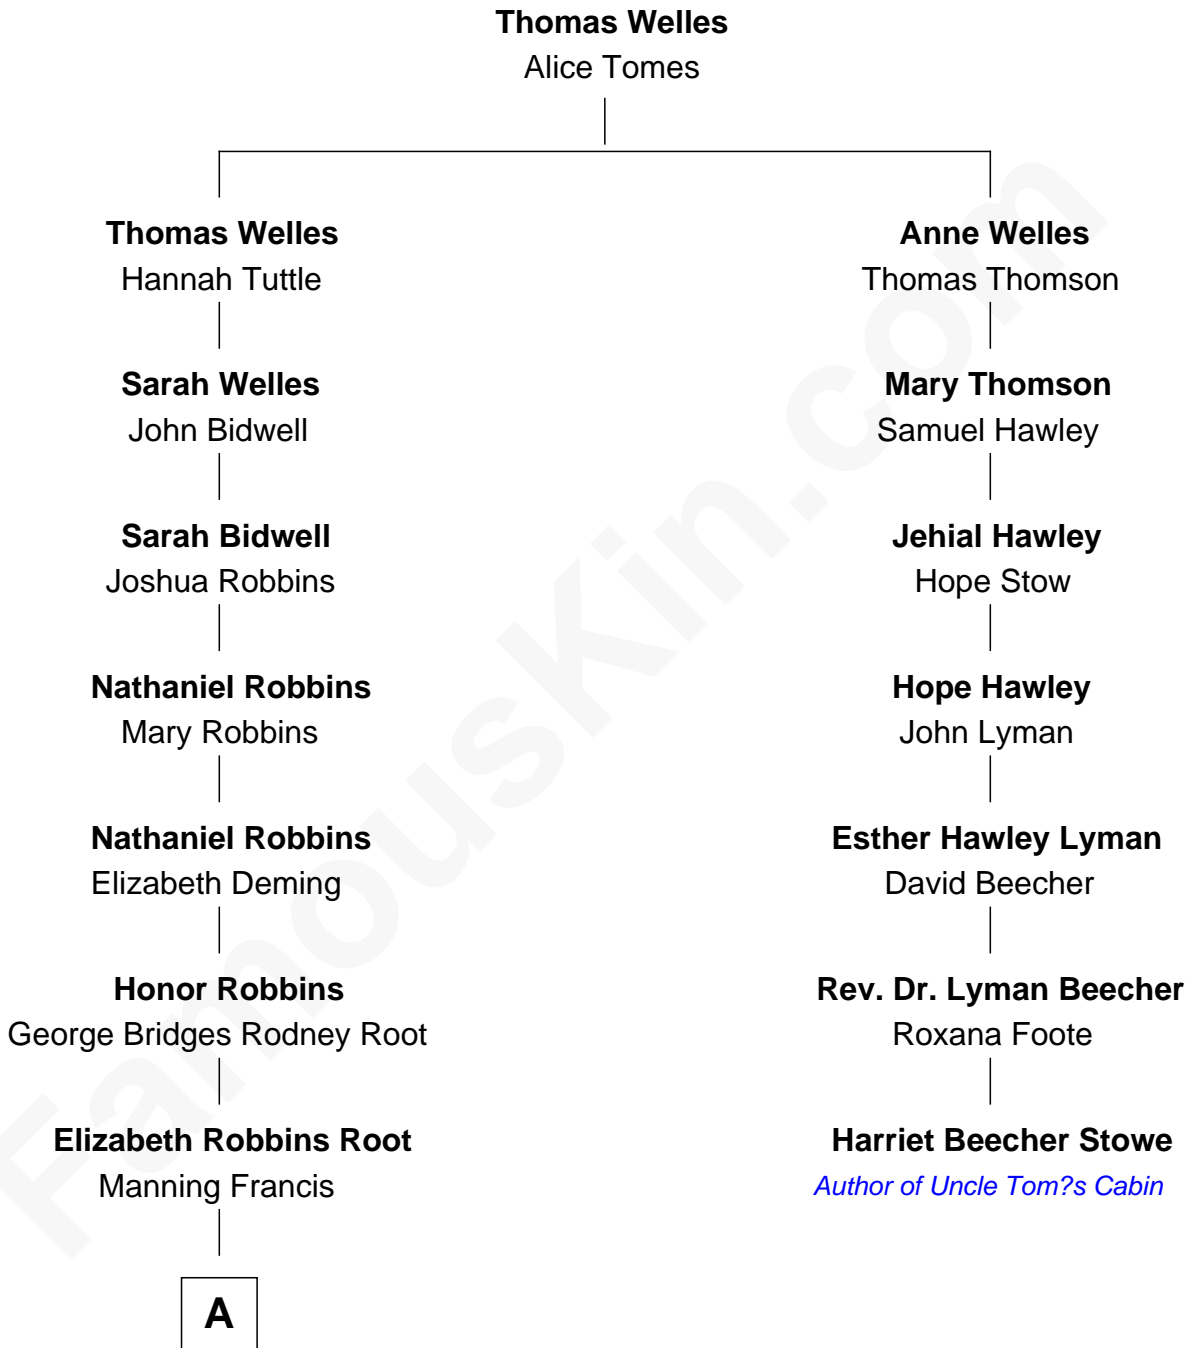 Thomas Welles
Alice Tomes
Thomas Welles
Hannah Tuttle
Anne Welles
Thomas Thomson
Sarah Welles
John Bidwell
Mary Thomson
Samuel Hawley
Sarah Bidwell
Joshua Robbins
Jehial Hawley
Hope Stow
Nathaniel Robbins
Mary Robbins
Hope Hawley
John Lyman
Nathaniel Robbins
Elizabeth Deming
Esther Hawley Lyman
David Beecher
Honor Robbins
George Bridges Rodney Root
Rev. Dr. Lyman Beecher
Roxana Foote
Elizabeth Robbins Root
Manning Francis
Harriet Beecher Stowe
Author of Uncle Tom?s Cabin
A
FamousKin.com